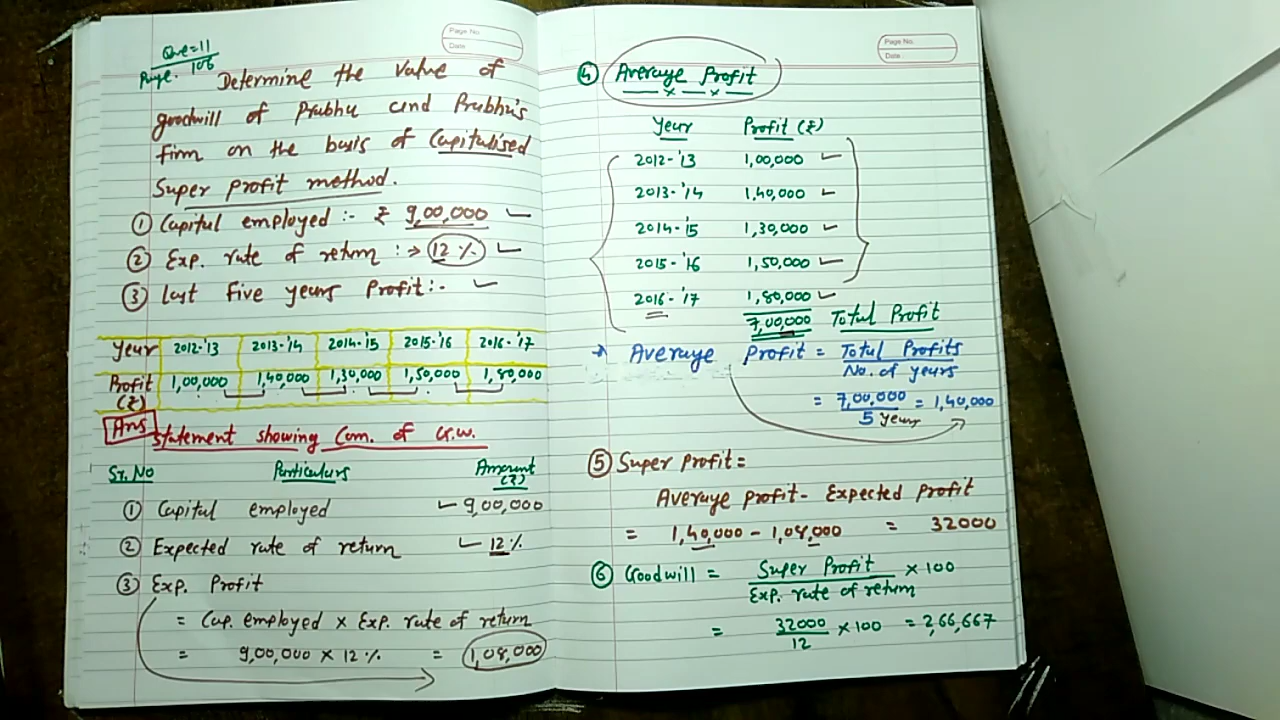 Que = 11
Page. 106
Page No.
Date
Determine the value of
goodwill of Prabhu and Prabhu's
firm on the basis of Capitalised
Super profit method.
① Capital employed :- ₹ 9,00,000
② Exp. rate of return :→ 12 %
③ last five years Profit :-
Year 2012-'13 2013-'14 2014-'15 2015-'16 2016-'17
Profit (₹) 1,00,000 1,40,000 1,30,000 1,50,000 1,80,000
Ans Statement showing Com. of G.W.
Sr. No Particulars Amount (₹)
① Capital employed 9,00,000
② Expected rate of return 12 %
③ Exp. Profit
= Cap. employed × Exp. rate of return
= 9,00,000 × 12 % = 1,08,000
Page No.
Date
④ Average Profit
Year Profit (₹)
2012-'13 1,00,000
2013-'14 1,40,000
2014-'15 1,30,000
2015-'16 1,50,000
2016-'17 1,80,000
7,00,000 Total Profit
→ Average Profit = Total Profits
No. of years
= 7,00,000 = 1,40,000
5 years
⑤ Super profit =
Average profit - Expected profit
= 1,40,000 - 1,08,000 = 32000
⑥ Goodwill = Super Profit × 100
Exp. rate of return
= 32000 × 100 = 2,66,667
12